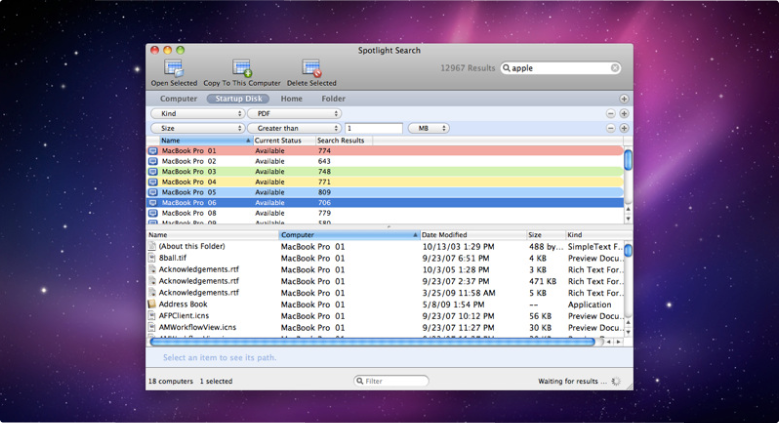 Spotlight Search
Open Selected Copy To This Computer Delete Selected 12967 Results apple
Computer Startup Disk Home Folder
Kind PDF
Size Greater than 1 MB
Name Current Status Search Results
MacBook Pro 01 Available 774
MacBook Pro 02 Available 643
MacBook Pro 03 Available 748
MacBook Pro 04 Available 771
MacBook Pro 05 Available 809
MacBook Pro 06 Available 706
MacBook Pro 08 Available 779
MacBook Pro 09 Available 580
Name Computer Date Modified Size Kind
(About this Folder) MacBook Pro 01 10/13/03 1:29 PM 488 by... SimpleText F...
8ball.tif MacBook Pro 01 9/23/07 6:51 PM 4 KB Preview Docu...
Acknowledgements.rtf MacBook Pro 01 10/3/05 1:28 PM 3 KB Rich Text For...
Acknowledgements.rtf MacBook Pro 01 9/23/07 2:37 PM 471 KB Rich Text For...
Acknowledgements.rtf MacBook Pro 01 3/25/09 11:58 AM 5 KB Rich Text For...
Address Book MacBook Pro 01 5/8/09 1:54 PM -- Application
AFPClient.icns MacBook Pro 01 9/23/07 10:12 PM 56 KB Preview Docu...
AMWorkflowView.icns MacBook Pro 01 9/23/07 11:27 PM 30 KB Preview Docu...
Select an item to see its path.
18 computers 1 selected Filter Waiting for results ...